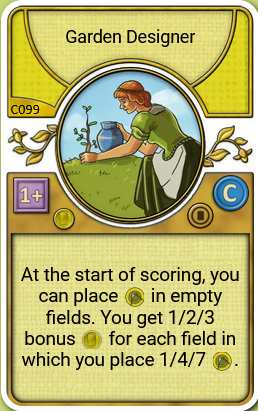 Garden Designer
C099
1+
C
At the start of scoring, you
can place in empty
fields. You get 1/2/3
bonus for each field in
which you place 1/4/7 .